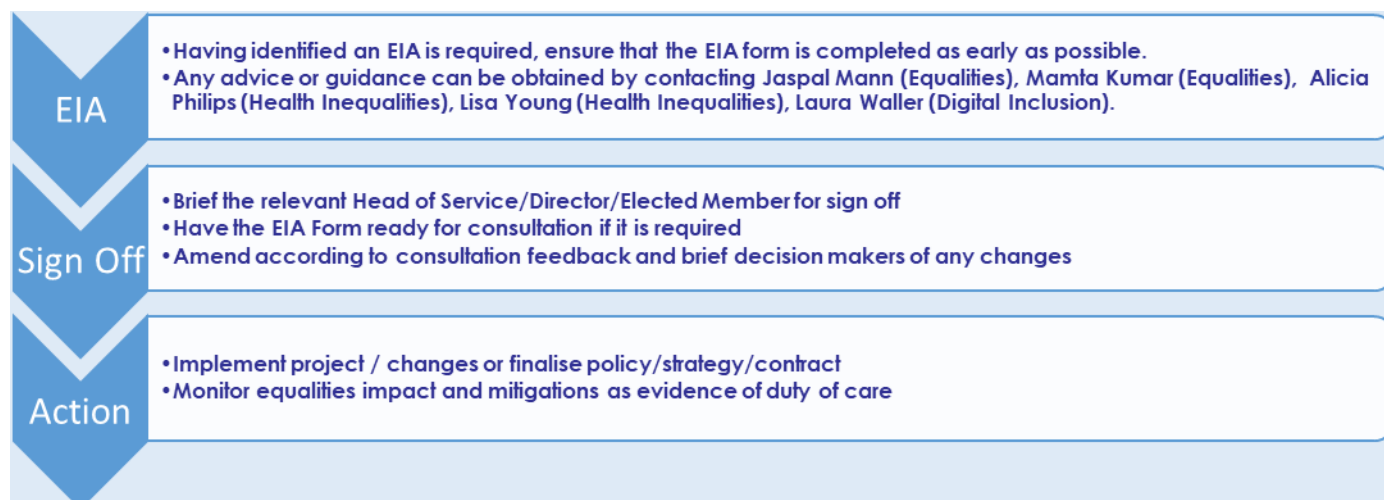 EIA
•Having identified an EIA is required, ensure that the EIA form is completed as early as possible.
•Any advice or guidance can be obtained by contacting Jaspal Mann (Equalities), Mamta Kumar (Equalities), Alicia
Philips (Health Inequalities), Lisa Young (Health Inequalities), Laura Waller (Digital Inclusion).
Sign Off
•Brief the relevant Head of Service/Director/Elected Member for sign off
•Have the EIA Form ready for consultation if it is required
•Amend according to consultation feedback and brief decision makers of any changes
Action
•Implement project / changes or finalise policy/strategy/contract
•Monitor equalities impact and mitigations as evidence of duty of care